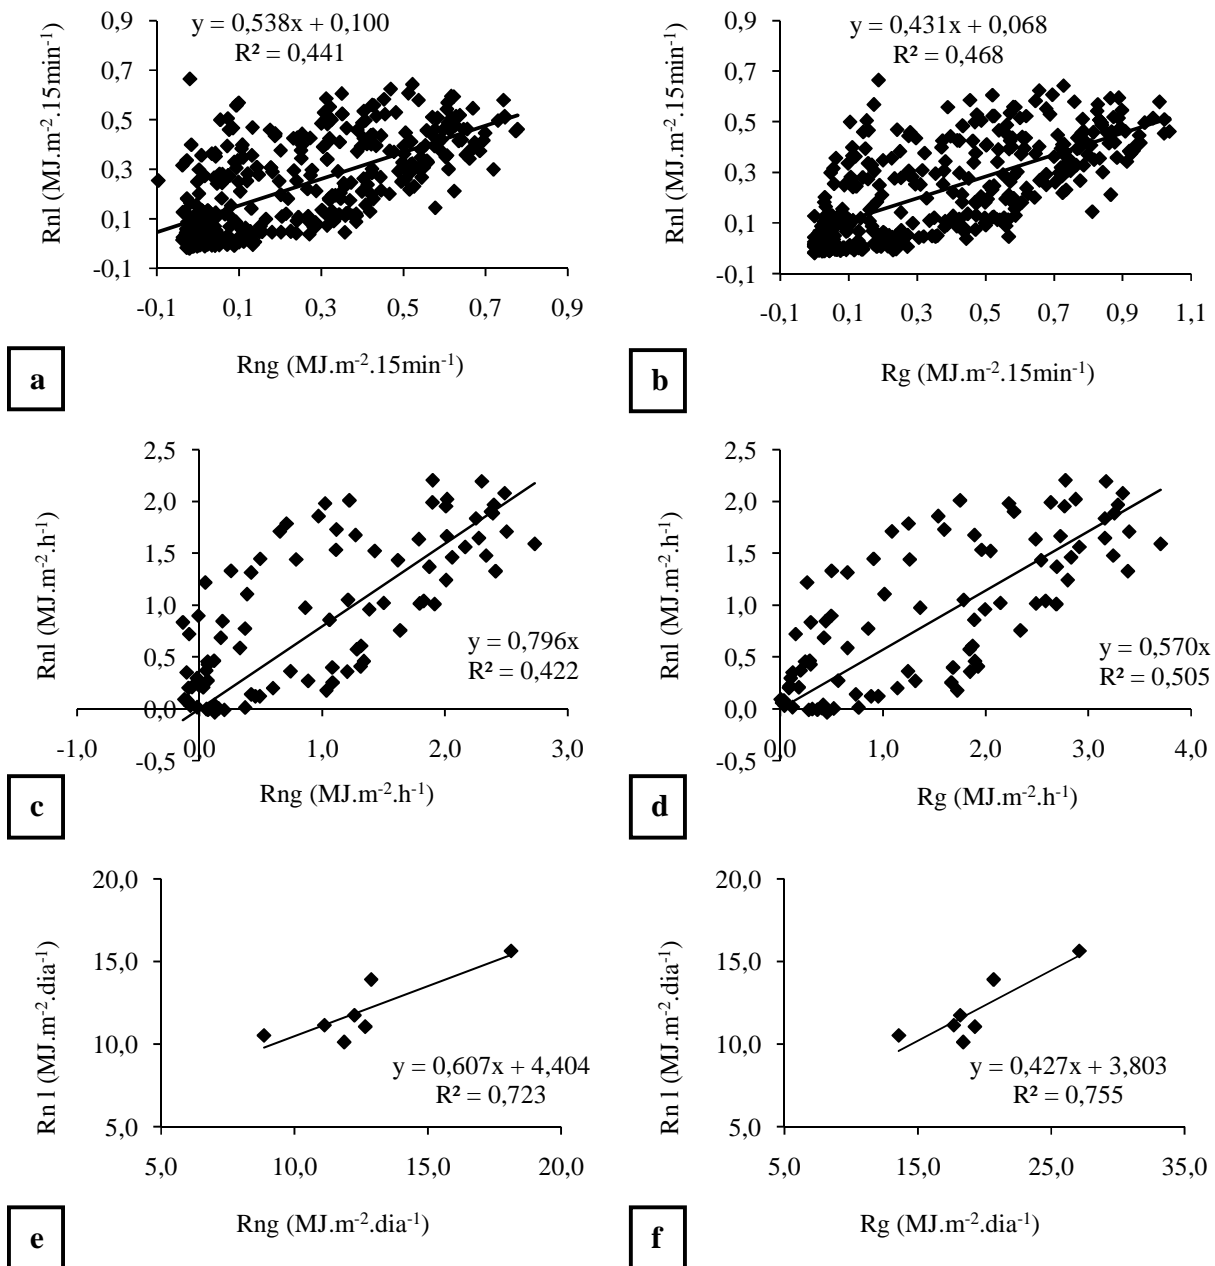 y = 0,538x + 0,100
R² = 0,441
0,9
0,7
0,5
0,3
0,1
-0,1
-0,1 0,1 0,3 0,5 0,7 0,9
Rnl (MJ.m⁻².15min⁻¹)
Rng (MJ.m⁻².15min⁻¹)
a
y = 0,431x + 0,068
R² = 0,468
0,9
0,7
0,5
0,3
0,1
-0,1
-0,1 0,1 0,3 0,5 0,7 0,9 1,1
Rnl (MJ.m⁻².15min⁻¹)
Rg (MJ.m⁻².15min⁻¹)
b
2,5
2,0
1,5
1,0
0,5
0,0
-0,5
-1,0 0,0 1,0 2,0 3,0
y = 0,796x
R² = 0,422
Rnl (MJ.m⁻².h⁻¹)
Rng (MJ.m⁻².h⁻¹)
c
2,5
2,0
1,5
1,0
0,5
0,0
-0,5
0,0 1,0 2,0 3,0 4,0
y = 0,570x
R² = 0,505
Rnl (MJ.m⁻².h⁻¹)
Rg (MJ.m⁻².h⁻¹)
d
20,0
15,0
10,0
5,0
5,0 10,0 15,0 20,0
y = 0,607x + 4,404
R² = 0,723
Rn l (MJ.m⁻².dia⁻¹)
Rng (MJ.m⁻².dia⁻¹)
e
20,0
15,0
10,0
5,0
5,0 15,0 25,0 35,0
y = 0,427x + 3,803
R² = 0,755
Rnl (MJ.m⁻².dia⁻¹)
Rg (MJ.m⁻².dia⁻¹)
f